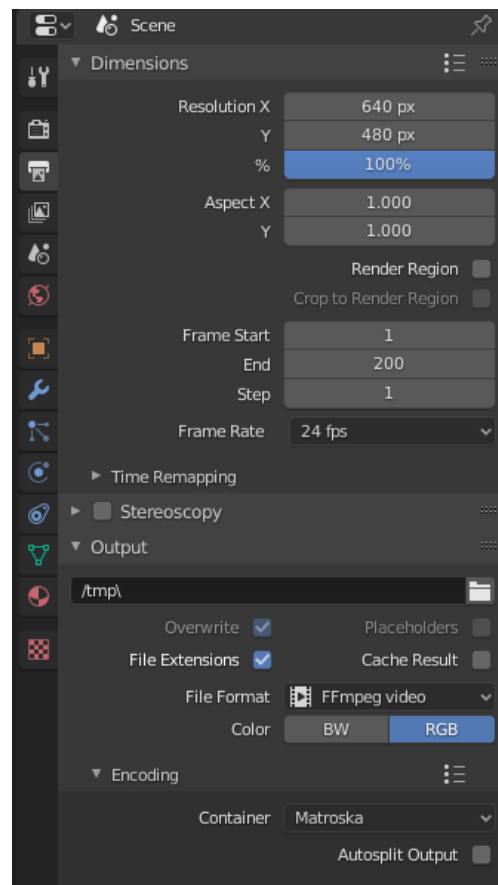 Scene
Dimensions
Resolution X 640 px
Y 480 px
% 100%
Aspect X 1.000
Y 1.000
Render Region
Crop to Render Region
Frame Start 1
End 200
Step 1
Frame Rate 24 fps
Time Remapping
Stereoscopy
Output
/tmp\
Overwrite Placeholders
File Extensions Cache Result
File Format FFmpeg video
Color BW RGB
Encoding
Container Matroska
Autosplit Output